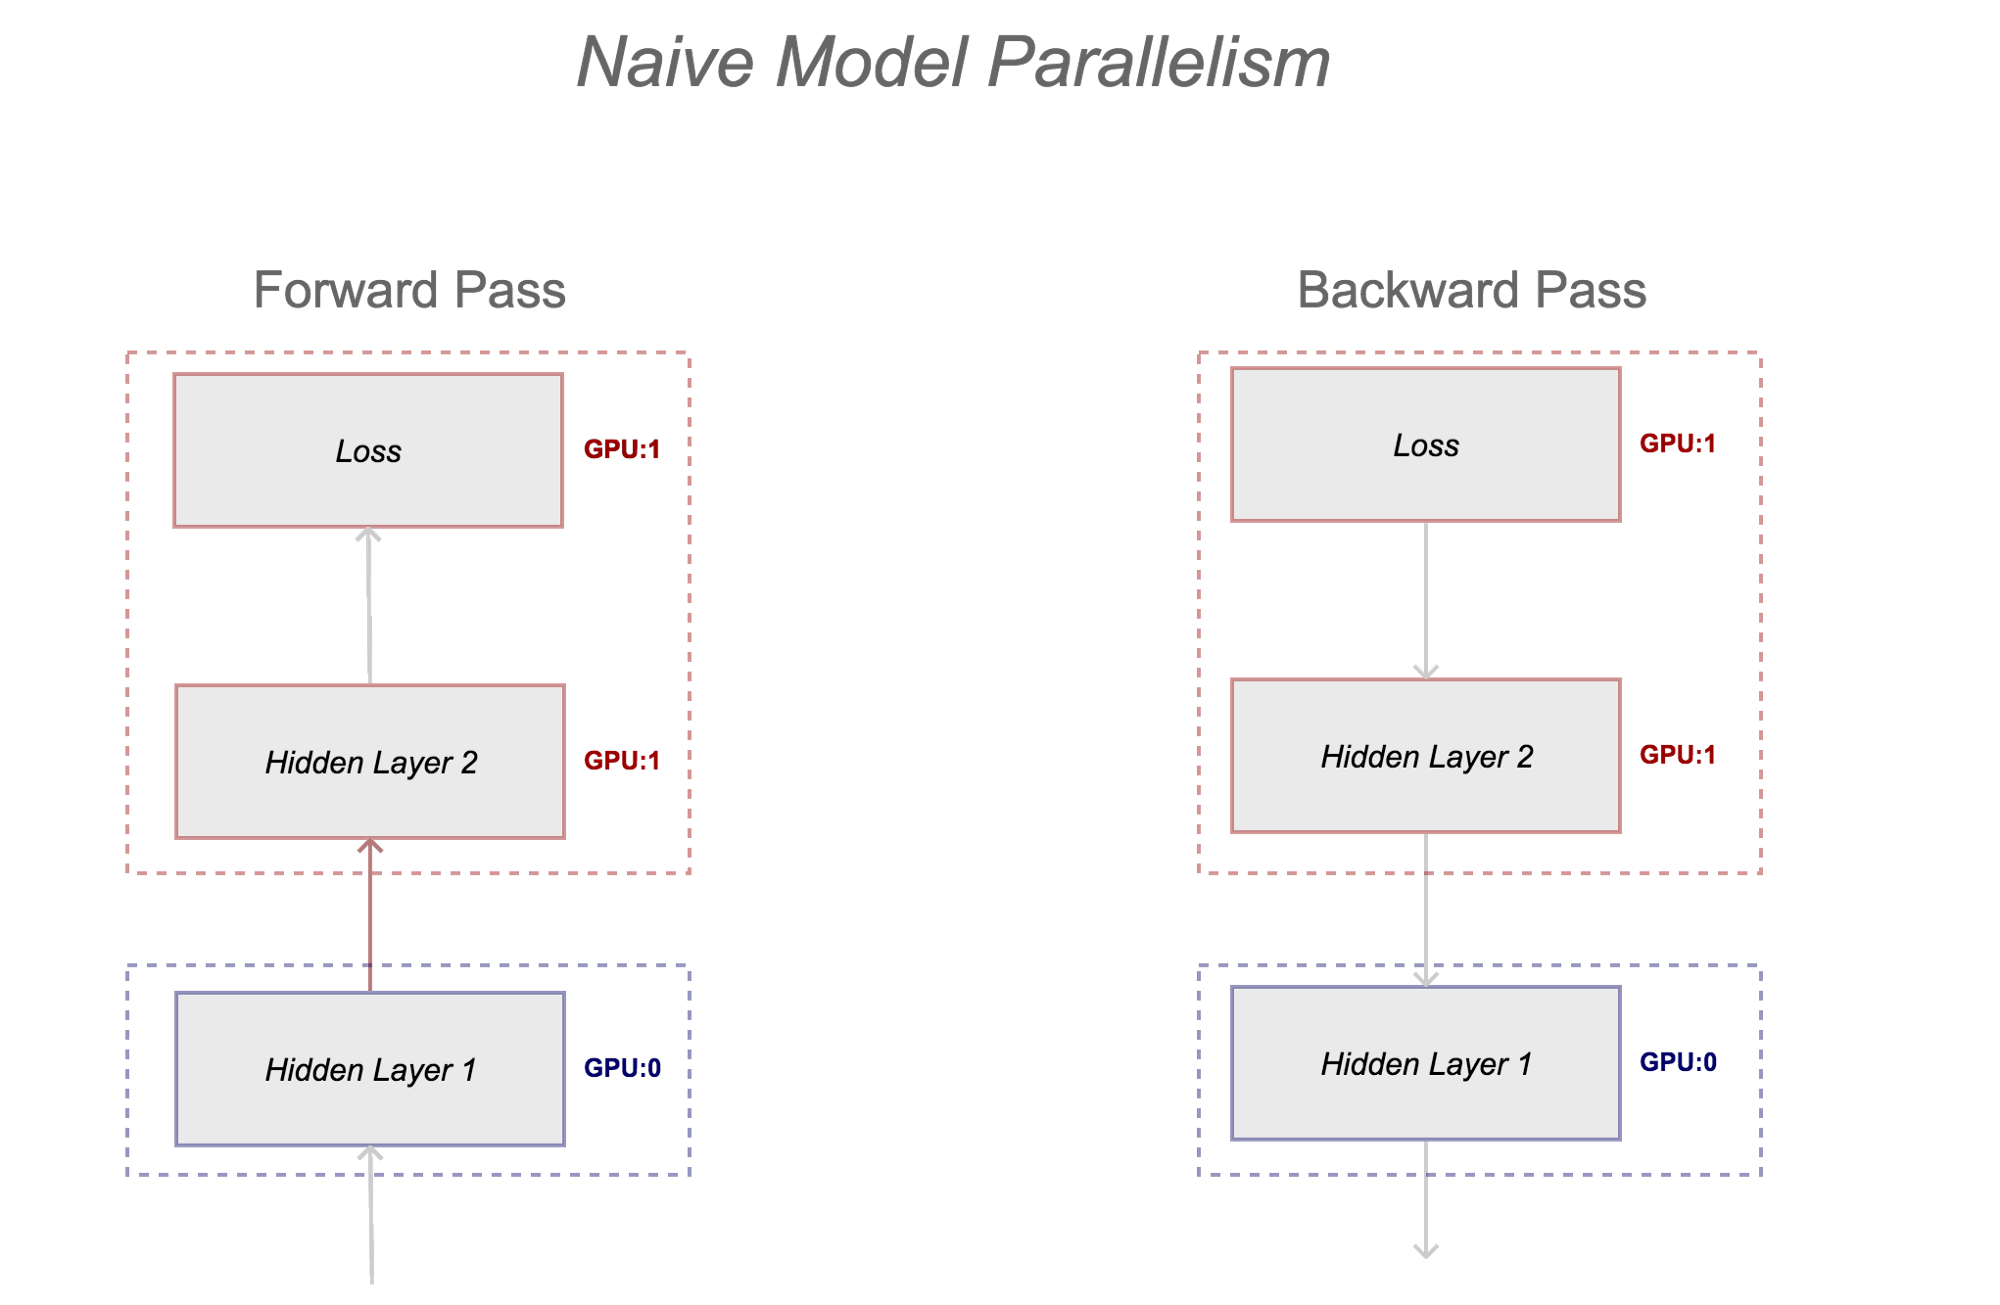 Naive Model Parallelism
Forward Pass
Loss
GPU:1
Hidden Layer 2
GPU:1
Hidden Layer 1
GPU:0
Backward Pass
Loss
GPU:1
Hidden Layer 2
GPU:1
Hidden Layer 1
GPU:0